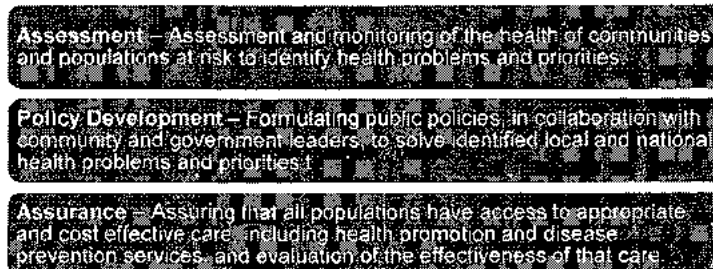 Assessment – Assessment and monitoring of the health of communities
and populations at risk to identify health problems and priorities.
Policy Development – Formulating public policies, in collaboration with
community and government leaders, to solve identified local and national
health problems and priorities.t
Assurance – Assuring that all populations have access to appropriate
and cost effective care, including health promotion and disease
prevention services, and evaluation of the effectiveness of that care.